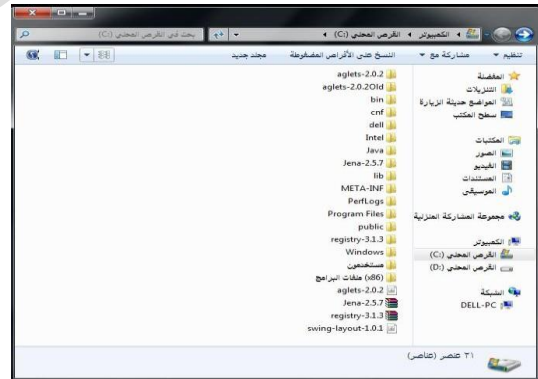 الكمبيوتر ◂ القرص المحلي (C:) ◂
بحث في القرص المحلي (C:)
تنظيم
مشاركة مع
النسخ على الأقراص المضغوطة
مجلد جديد
المفضلة
التنزيلات
المواضع حديثة الزيارة
سطح المكتب
المكتبات
الصور
الفيديو
المستندات
الموسيقى
مجموعة المشاركة المنزلية
الكمبيوتر
القرص المحلي (C:)
القرص المحلي (D:)
الشبكة
DELL-PC
aglets-2.0.2
aglets-2.0.2Old
bin
cnf
dell
Intel
Java
Jena-2.5.7
lib
META-INF
PerfLogs
Program Files
public
registry-3.1.3
Windows
مستخدمون
ملفات البرامج (x86)
aglets-2.0.2
Jena-2.5.7
registry-3.1.3
swing-layout-1.0.1
٢١ عنصر (عناصر)